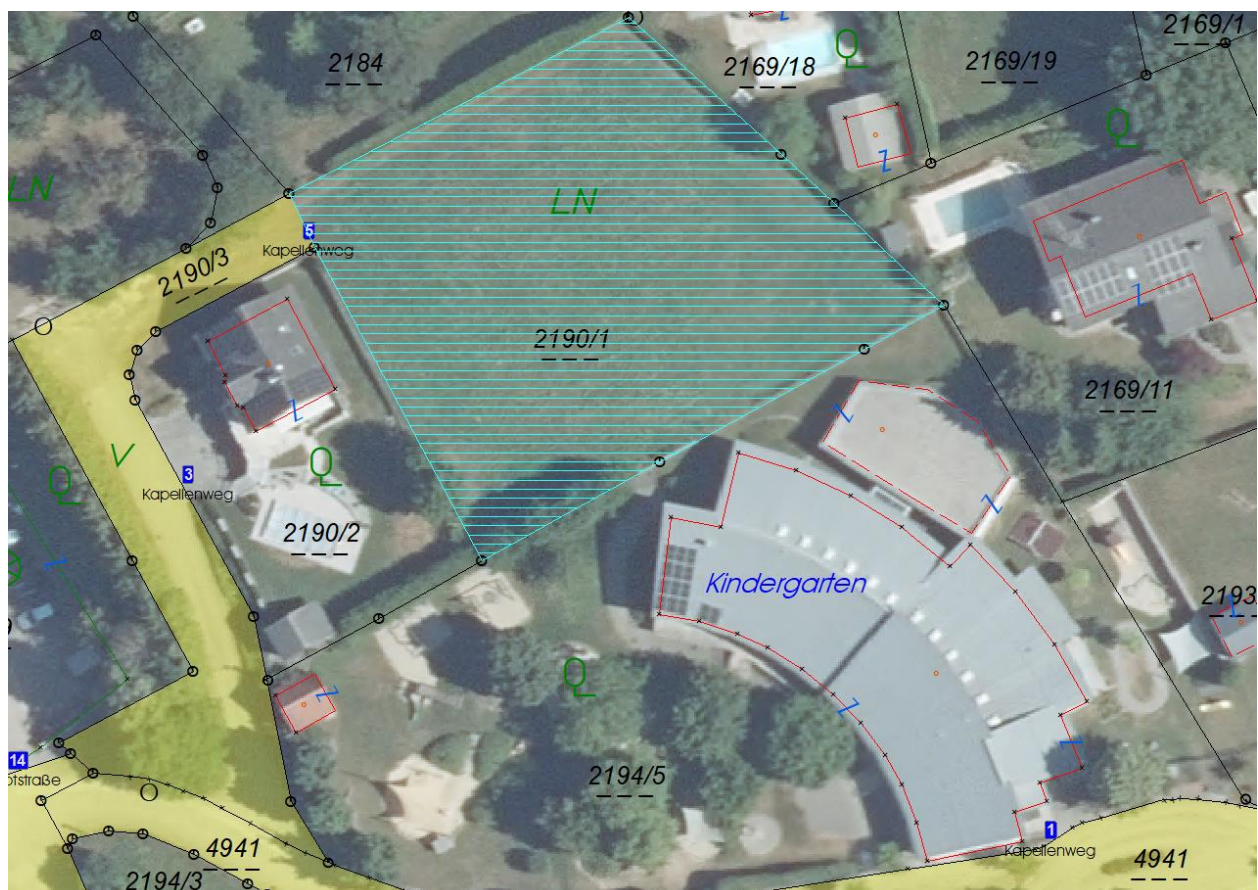 2169/1
2184
2169/18
2169/19
LN
LN
5
Kapellenweg
2190/3
2190/1
2169/11
V
3
Kapellenweg
2190/2
Kindergarten
2193
14
2194/5
1
Kapellenweg
4941
4941
2194/3